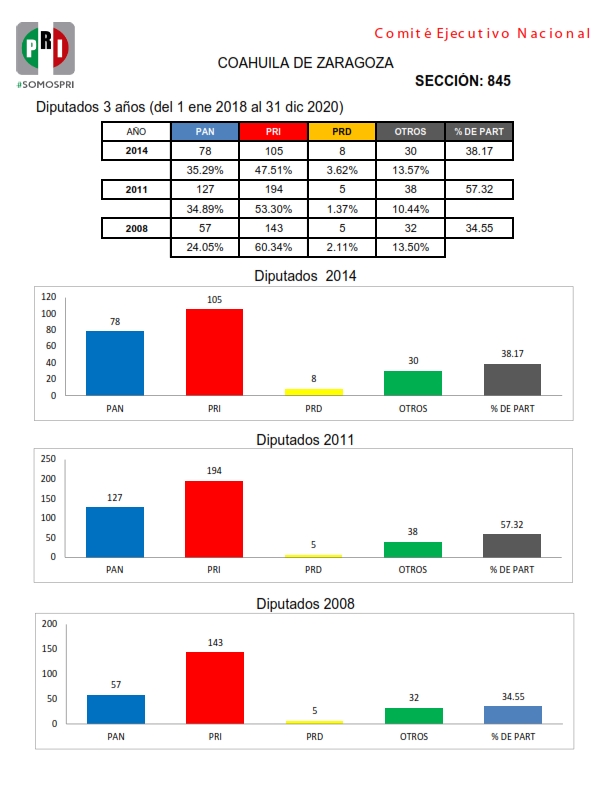 Comité Ejecutivo Nacional
PRI
#SOMOSPRI
COAHUILA DE ZARAGOZA
SECCIÓN: 845
Diputados 3 años (del 1 ene 2018 al 31 dic 2020)
AÑO PAN PRI PRD OTROS % DE PART
2014 78 105 8 30 38.17
35.29% 47.51% 3.62% 13.57%
2011 127 194 5 38 57.32
34.89% 53.30% 1.37% 10.44%
2008 57 143 5 32 34.55
24.05% 60.34% 2.11% 13.50%
Diputados 2014
120
100
80
60
40
20
0
78 105 8 30 38.17
PAN PRI PRD OTROS % DE PART
Diputados 2011
250
200
150
100
50
0
127 194 5 38 57.32
PAN PRI PRD OTROS % DE PART
Diputados 2008
200
150
100
50
0
57 143 5 32 34.55
PAN PRI PRD OTROS % DE PART